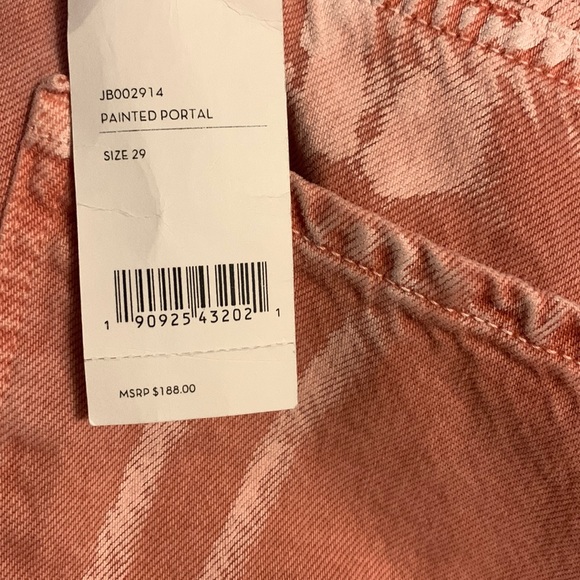 JB002914
PAINTED PORTAL
SIZE 29
1 90925 43202 1
MSRP $188.00